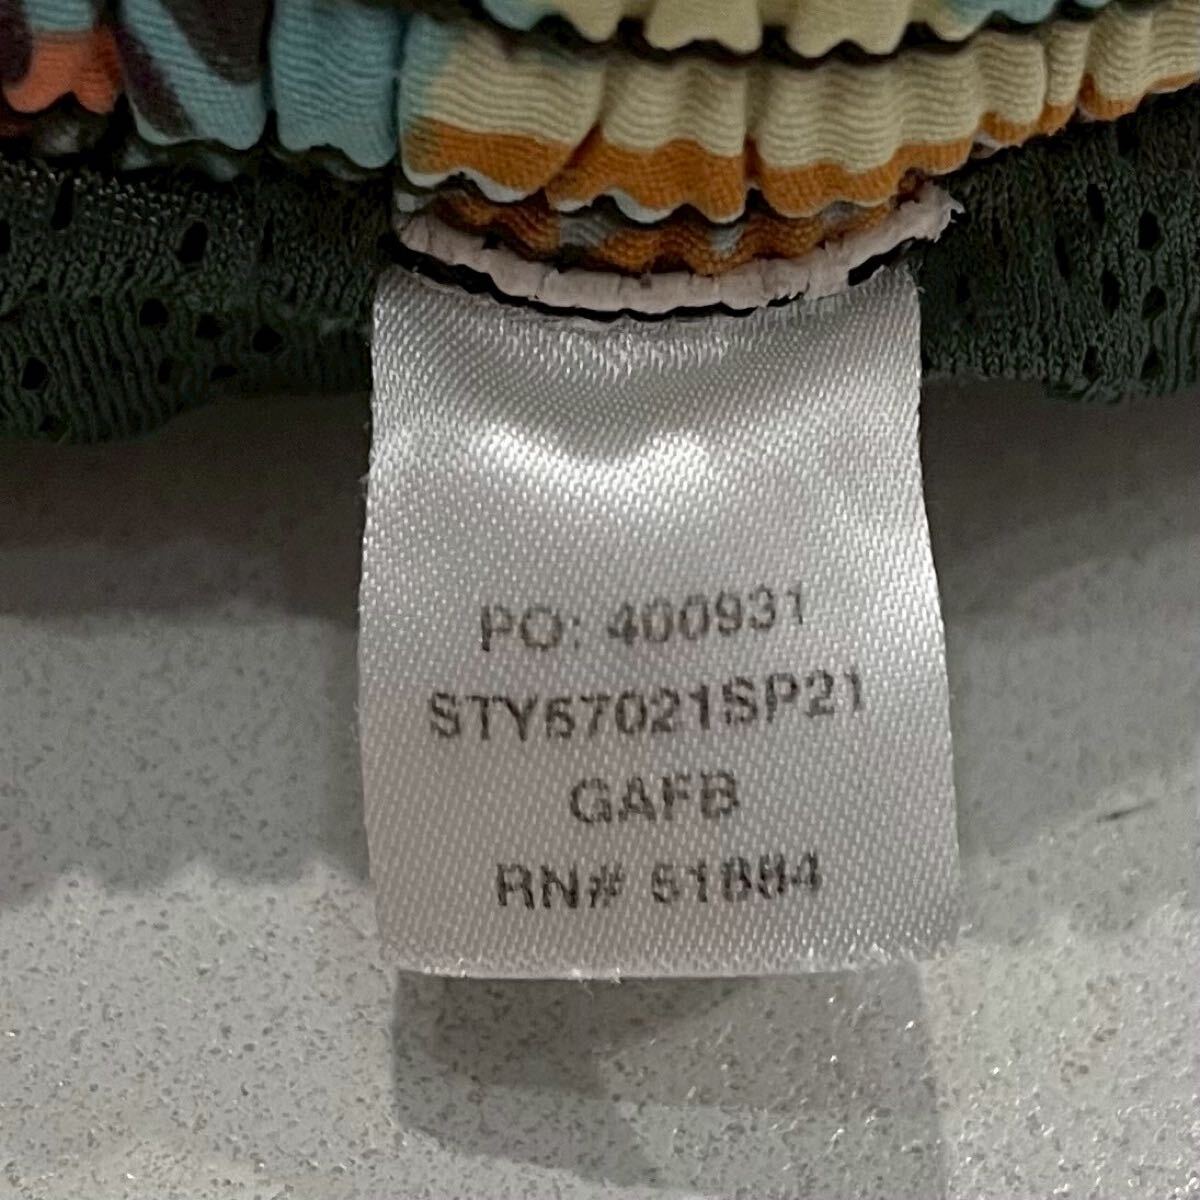 PO: 400931
STY57021SP21
GAFB
RN# 51884